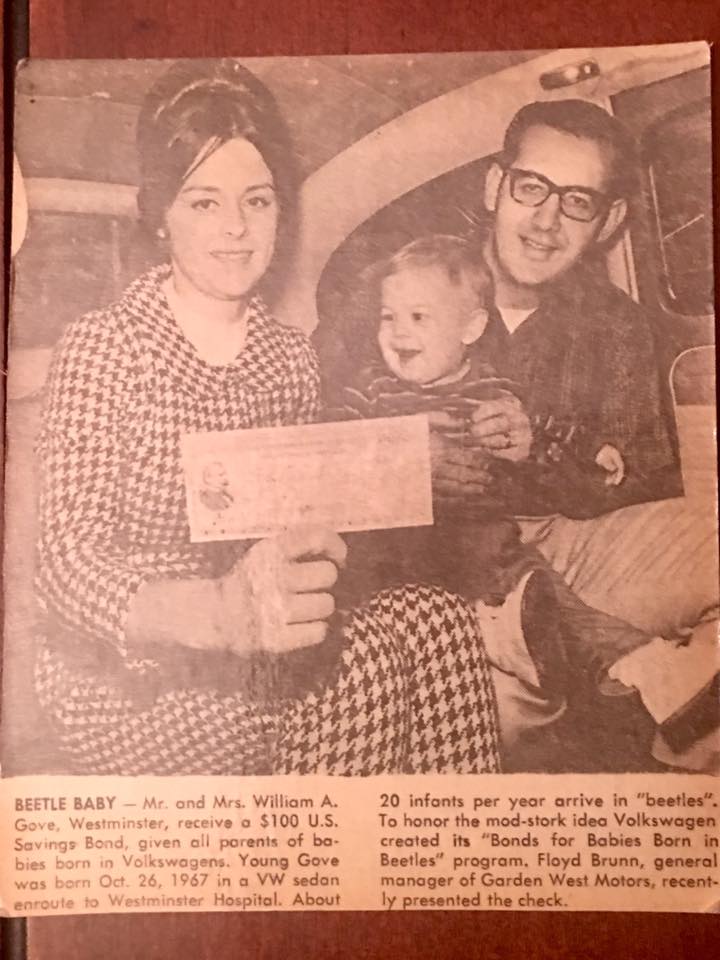 BEETLE BABY — Mr. and Mrs. William A.
Gove, Westminster, receive a $100 U.S.
Savings Bond, given all parents of ba-
bies born in Volkswagens. Young Gove
was born Oct. 26, 1967 in a VW sedan
enroute to Westminster Hospital. About
20 infants per year arrive in "beetles".
To honor the mod-stork idea Volkswagen
created its "Bonds for Babies Born in
Beetles" program. Floyd Brunn, general
manager of Garden West Motors, recent-
ly presented the check.